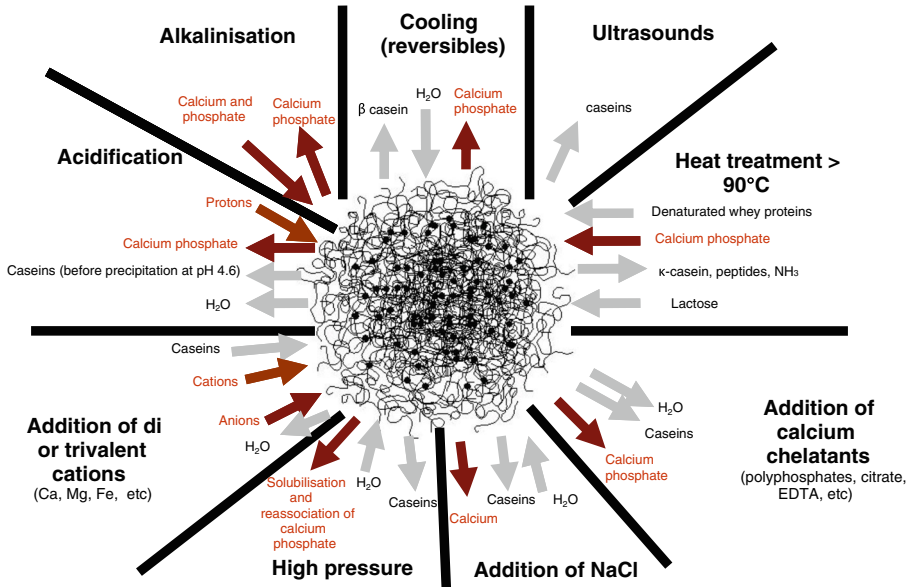 Alkalinisation
Cooling
(reversibles)
Ultrasounds
Calcium and
phosphate
Calcium
phosphate
β casein
H₂O
Calcium
phosphate
caseins
Acidification
Protons
Calcium phosphate
Caseins (before precipitation at pH 4.6)
H₂O
Heat treatment >
90°C
Denaturated whey proteins
Calcium phosphate
κ-casein, peptides, NH₃
Lactose
Caseins
Cations
Anions
H₂O
Addition of di
or trivalent
cations
(Ca, Mg, Fe, etc)
Solubilisation
and
reassociation of
calcium
phosphate
H₂O
Caseins
High pressure
Calcium
Caseins
H₂O
Addition of NaCl
H₂O
Caseins
Calcium
phosphate
Addition of
calcium
chelatants
(polyphosphates, citrate,
EDTA, etc)